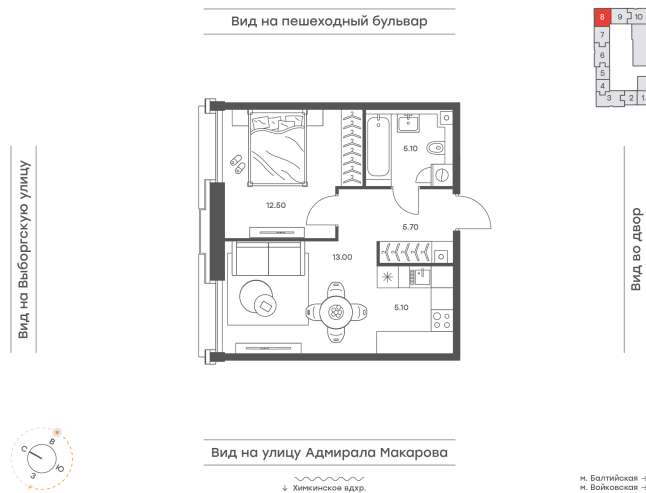 Вид на пешеходный бульвар
8 9 10
7
6
5
4
3 2 1
Вид на Выборгскую улицу
Вид во двор
5.10
12.50
5.70
13.00
5.10
С
В
Ю
З
Вид на улицу Адмирала Макарова
↓ Химкинское вдхр.
м. Балтийская
м. Войковская